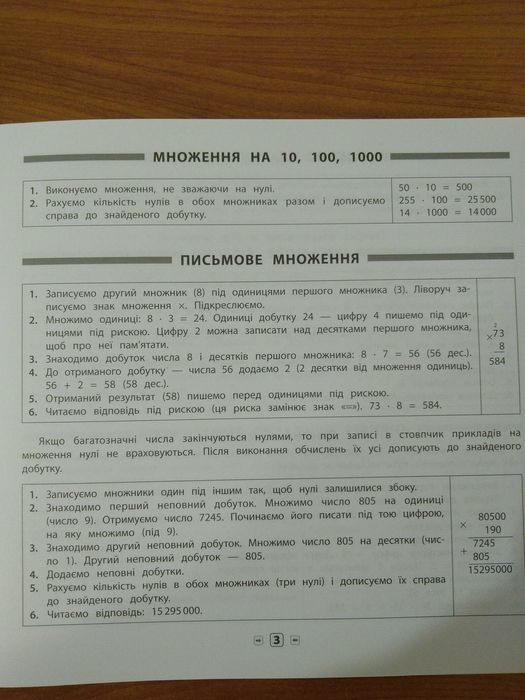 МНОЖЕННЯ НА 10, 100, 1000
1. Виконуємо множення, не зважаючи на нулі.
2. Рахуємо кількість нулів в обох множниках разом і дописуємо
справа до знайденого добутку.
50 · 10 = 500
255 · 100 = 25 500
14 · 1000 = 14 000
ПИСЬМОВЕ МНОЖЕННЯ
1. Записуємо другий множник (8) під одиницями першого множника (3). Ліворуч за-
писуємо знак множення ×. Підкреслюємо.
2. Множимо одиниці: 8 · 3 = 24. Одиниці добутку 24 — цифру 4 пишемо під оди-
ницями під рискою. Цифру 2 можна записати над десятками першого множника,
щоб про неї пам'ятати.
3. Знаходимо добуток числа 8 і десятків першого множника: 8 · 7 = 56 (56 дес.).
4. До отриманого добутку — числа 56 додаємо 2 (2 десятки від множення одиниць).
56 + 2 = 58 (58 дес.).
5. Отриманий результат (58) пишемо перед одиницями під рискою.
6. Читаємо відповідь під рискою (ця риска замінює знак «=»). 73 · 8 = 584.
2
×73
8
584
Якщо багатозначні числа закінчуються нулями, то при записі в стовпчик прикладів на
множення нулі не враховуються. Після виконання обчислень їх усі дописують до знайденого
добутку.
1. Записуємо множники один під іншим так, щоб нулі залишилися збоку.
2. Знаходимо перший неповний добуток. Множимо число 805 на одиниці
(число 9). Отримуємо число 7245. Починаємо його писати під тою цифрою,
на яку множимо (під 9).
3. Знаходимо другий неповний добуток. Множимо число 805 на десятки (чис-
ло 1). Другий неповний добуток — 805.
4. Додаємо неповні добутки.
5. Рахуємо кількість нулів в обох множниках (три нулі) і дописуємо їх справа
до знайденого добутку.
6. Читаємо відповідь: 15 295 000.
80500
×
190
7245
+
805
15295000
3